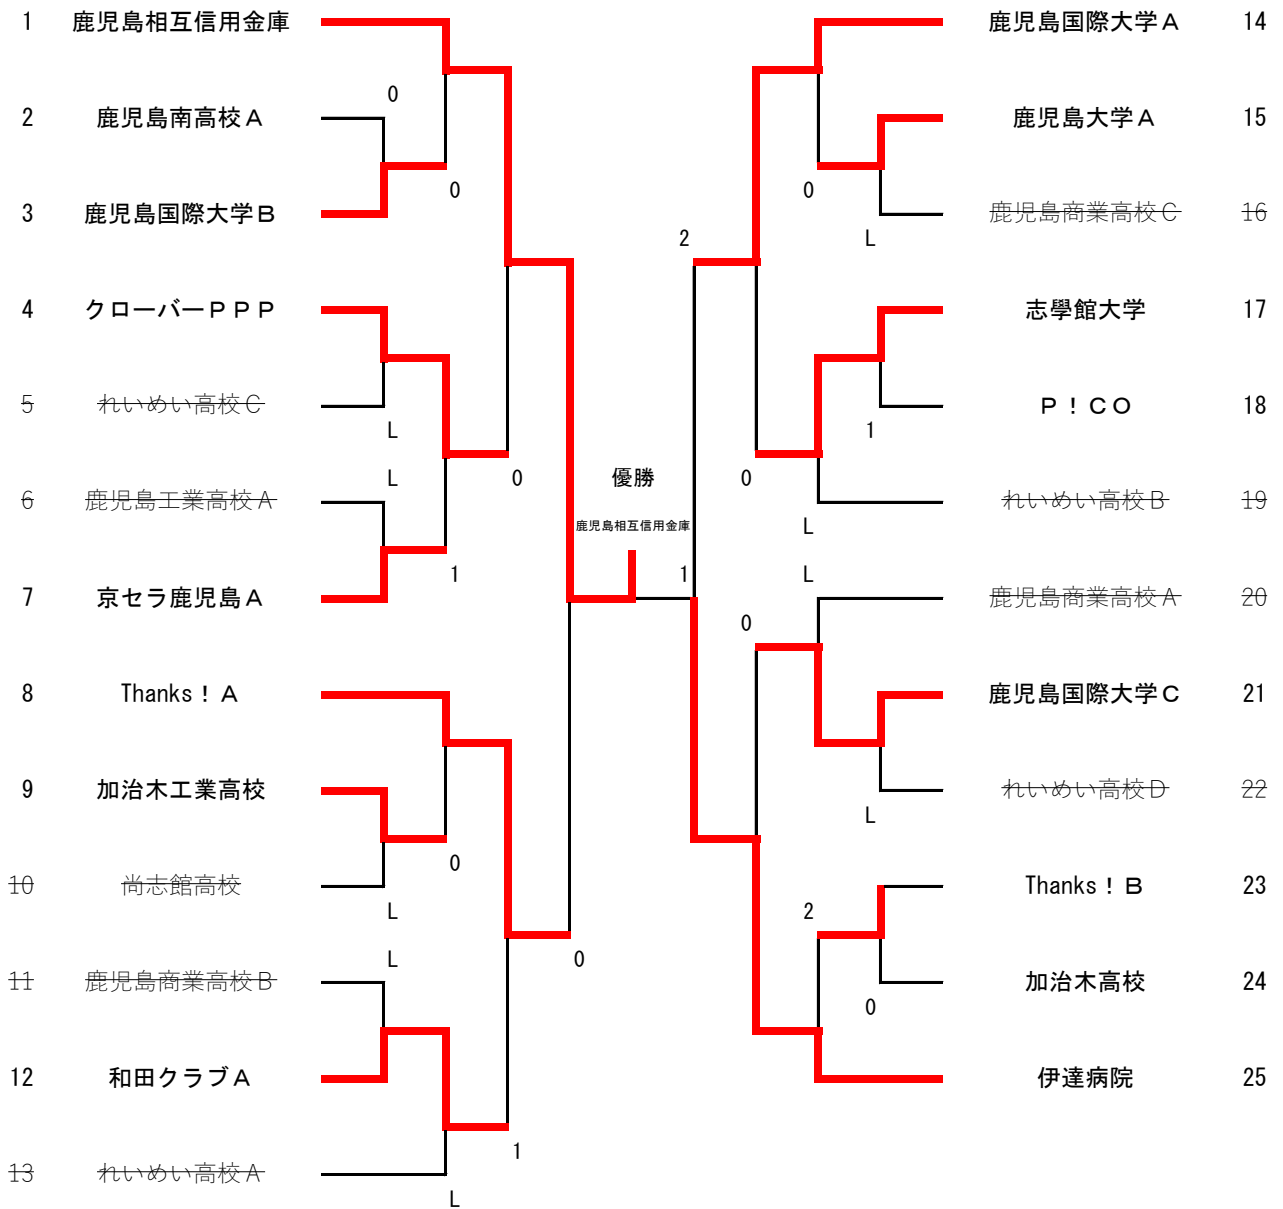 1 鹿児島相互信用金庫
0
2 鹿児島南高校A
0
3 鹿児島国際大学B
4 クローバーPPP
5 れいめい高校C
L
L
6 鹿児島工業高校A
0
1
7 京セラ鹿児島A
8 Thanks!A
9 加治木工業高校
0
10 尚志館高校
L
L
11 鹿児島商業高校B
0
12 和田クラブA
1
13 れいめい高校A
L
優勝
鹿児島相互信用金庫
鹿児島国際大学A 14
鹿児島大学A 15
0
鹿児島商業高校C 16
L
2
志學館大学 17
P!CO 18
1
0
れいめい高校B 19
L
L
1
鹿児島商業高校A 20
0
鹿児島国際大学C 21
れいめい高校D 22
L
Thanks!B 23
2
加治木高校 24
0
伊達病院 25